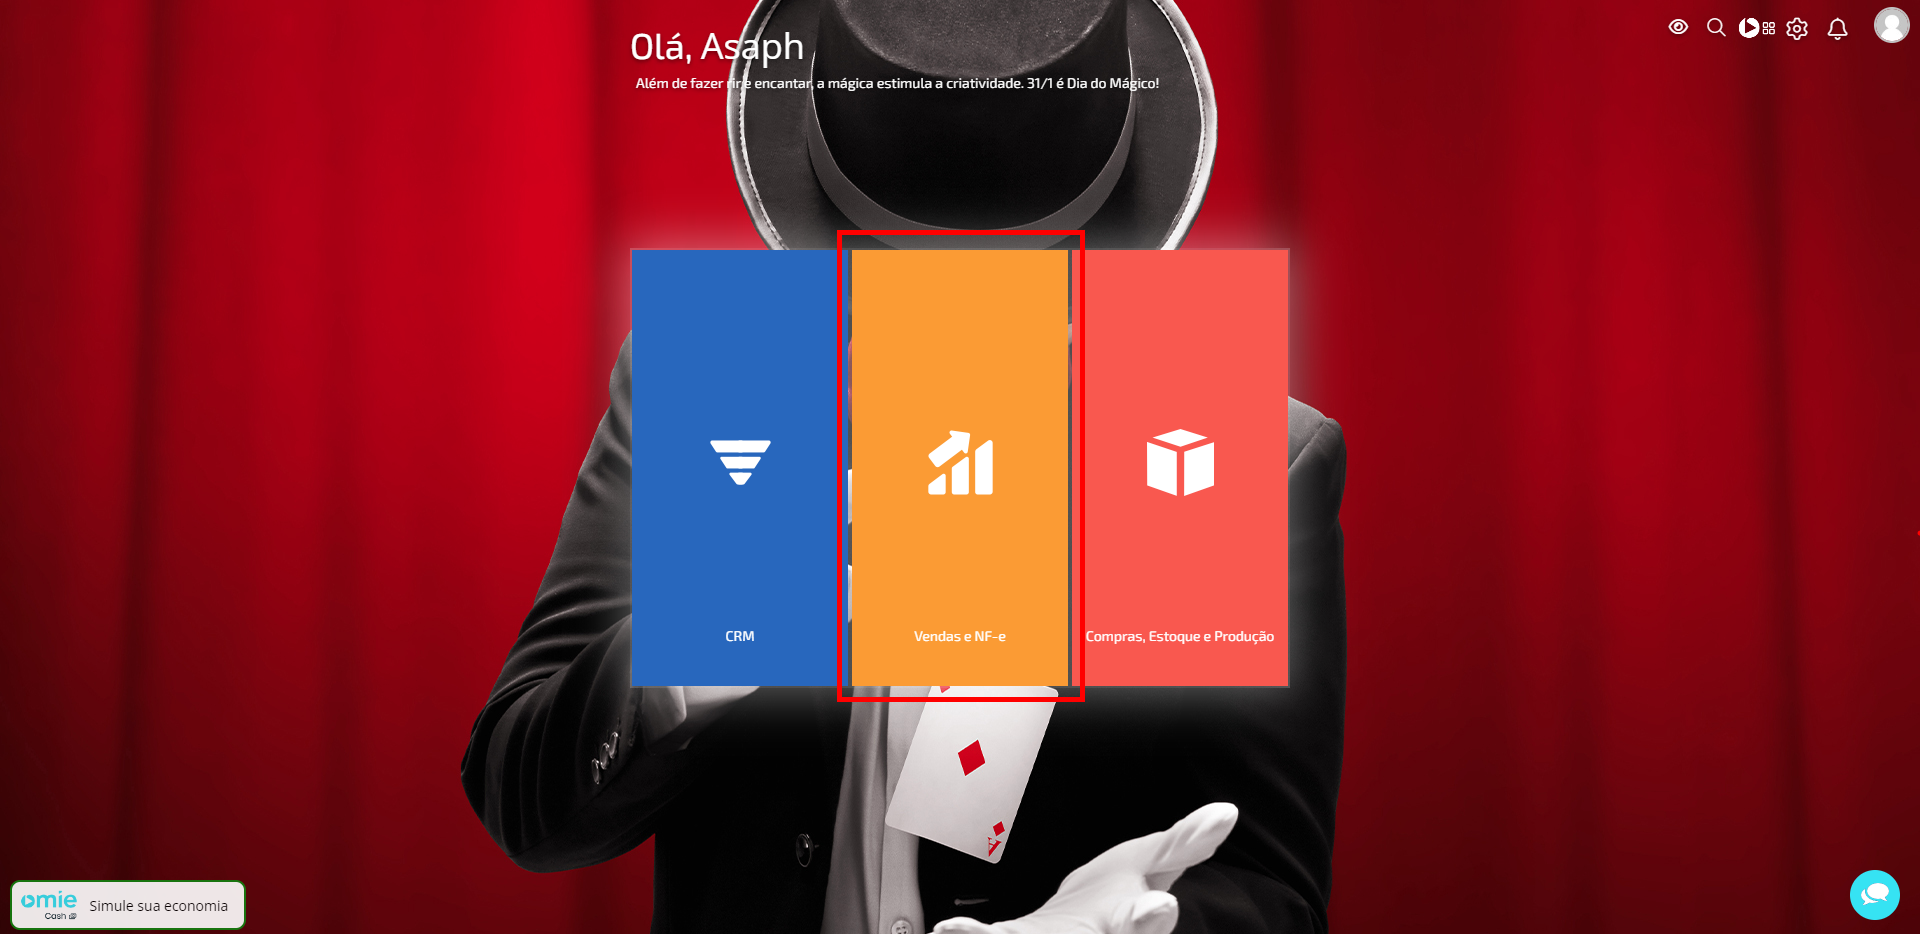 Olá, Asaph
Além de fazer rir e encantar, a mágica estimula a criatividade. 31/1 é Dia do Mágico!
CRM
Vendas e NF-e
Compras, Estoque e Produção
A
omie
Cash
Simule sua economia